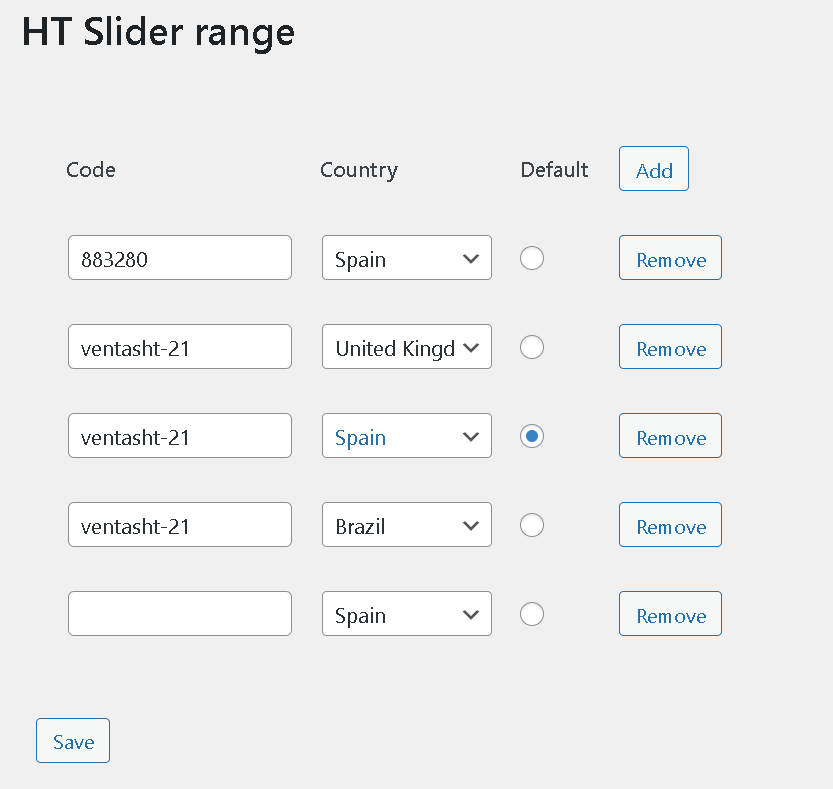 HT Slider range
Code Country Default Add
883280 Spain Remove
ventasht-21 United Kingd Remove
ventasht-21 Spain Remove
ventasht-21 Brazil Remove
Spain Remove
Save